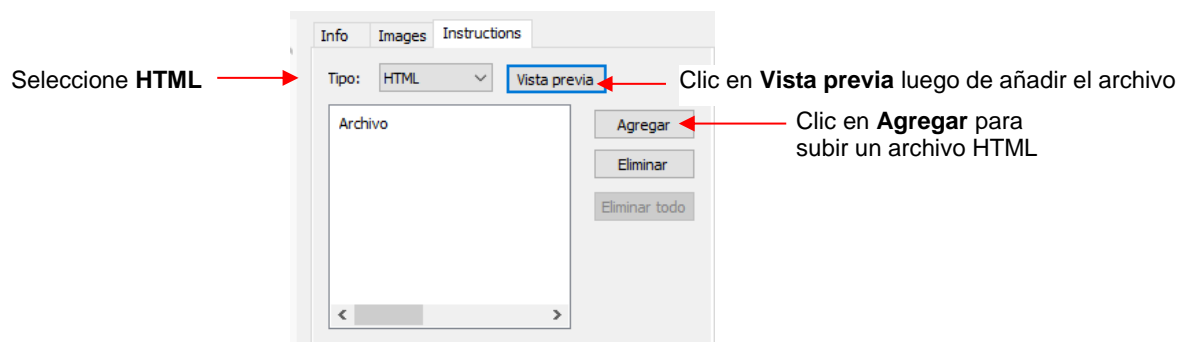 Info Images Instructions
Seleccione HTML
Tipo: HTML Vista previa
Clic en Vista previa luego de añadir el archivo
Archivo
Agregar
Clic en Agregar para
subir un archivo HTML
Eliminar
Eliminar todo